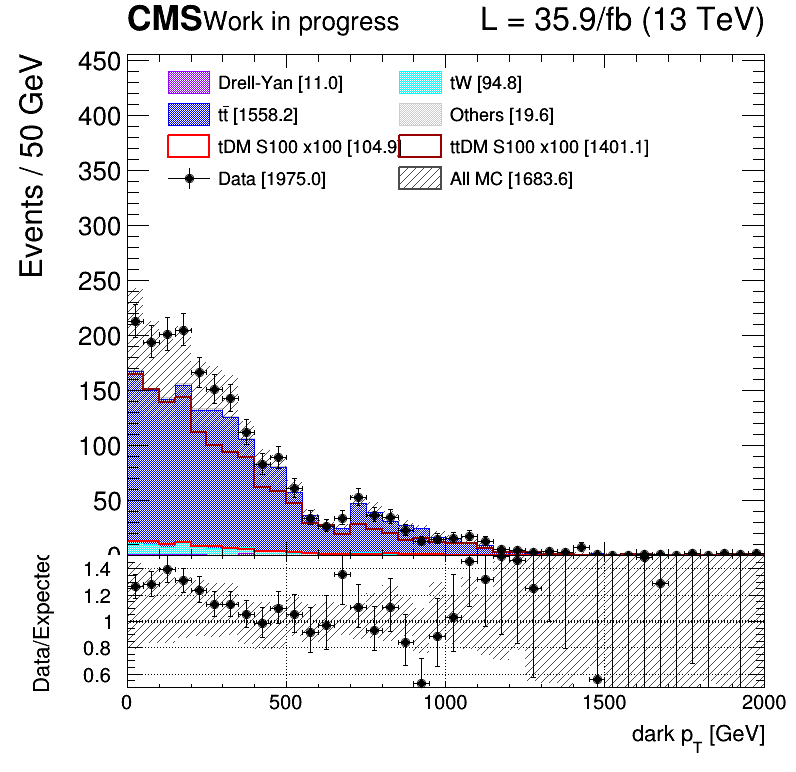 CMS Work in progress L = 35.9/fb (13 TeV)
Events / 50 GeV
450
400
350
300
250
200
150
100
50
0
Drell-Yan [11.0] tW [94.8]
tt̄ [1558.2] Others [19.6]
tDM S100 x100 [104.9] ttDM S100 x100 [1401.1]
Data [1975.0] All MC [1683.6]
Data/Expected
1.4
1.2
1
0.8
0.6
0 500 1000 1500 2000
dark p_T [GeV]